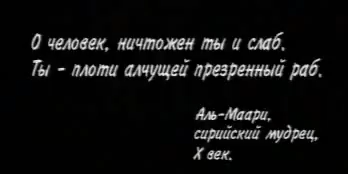 О человек, ничтожен ты и слаб.
Ты - плоти алчущей презренный раб.
Аль-Маари,
сирийский мудрец,
X век.